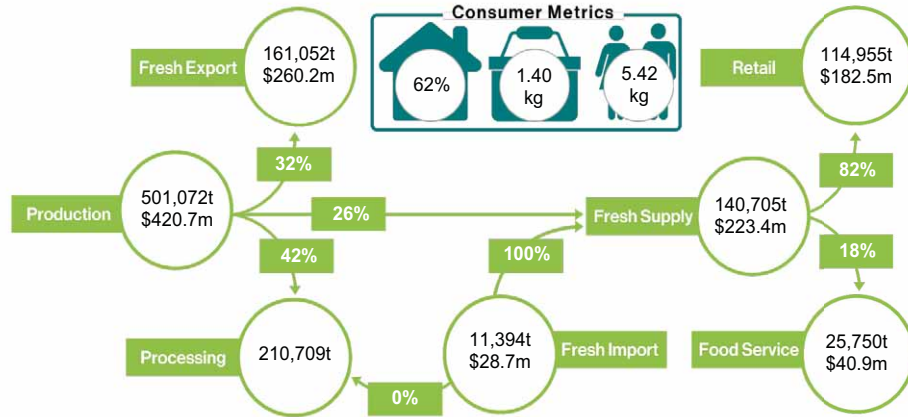 Consumer Metrics
62%
1.40
kg
5.42
kg
Fresh Export
161,052t
$260.2m
Retail
114,955t
$182.5m
32%
82%
Production
501,072t
$420.7m
26%
Fresh Supply
140,705t
$223.4m
42%
100%
18%
Processing
210,709t
11,394t
$28.7m
Fresh Import
Food Service
25,750t
$40.9m
0%